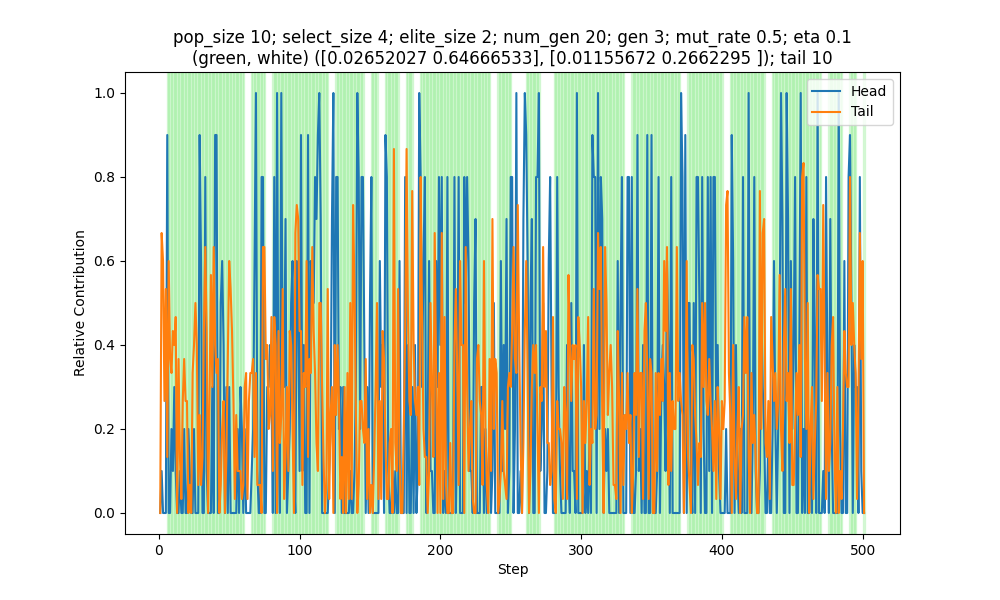 pop_size 10; select_size 4; elite_size 2; num_gen 20; gen 3; mut_rate 0.5; eta 0.1
(green, white) ([0.02652027 0.64666533], [0.01155672 0.2662295 ]); tail 10
Head
Tail
Relative Contribution
1.0
0.8
0.6
0.4
0.2
0.0
0
100
200
300
400
500
Step